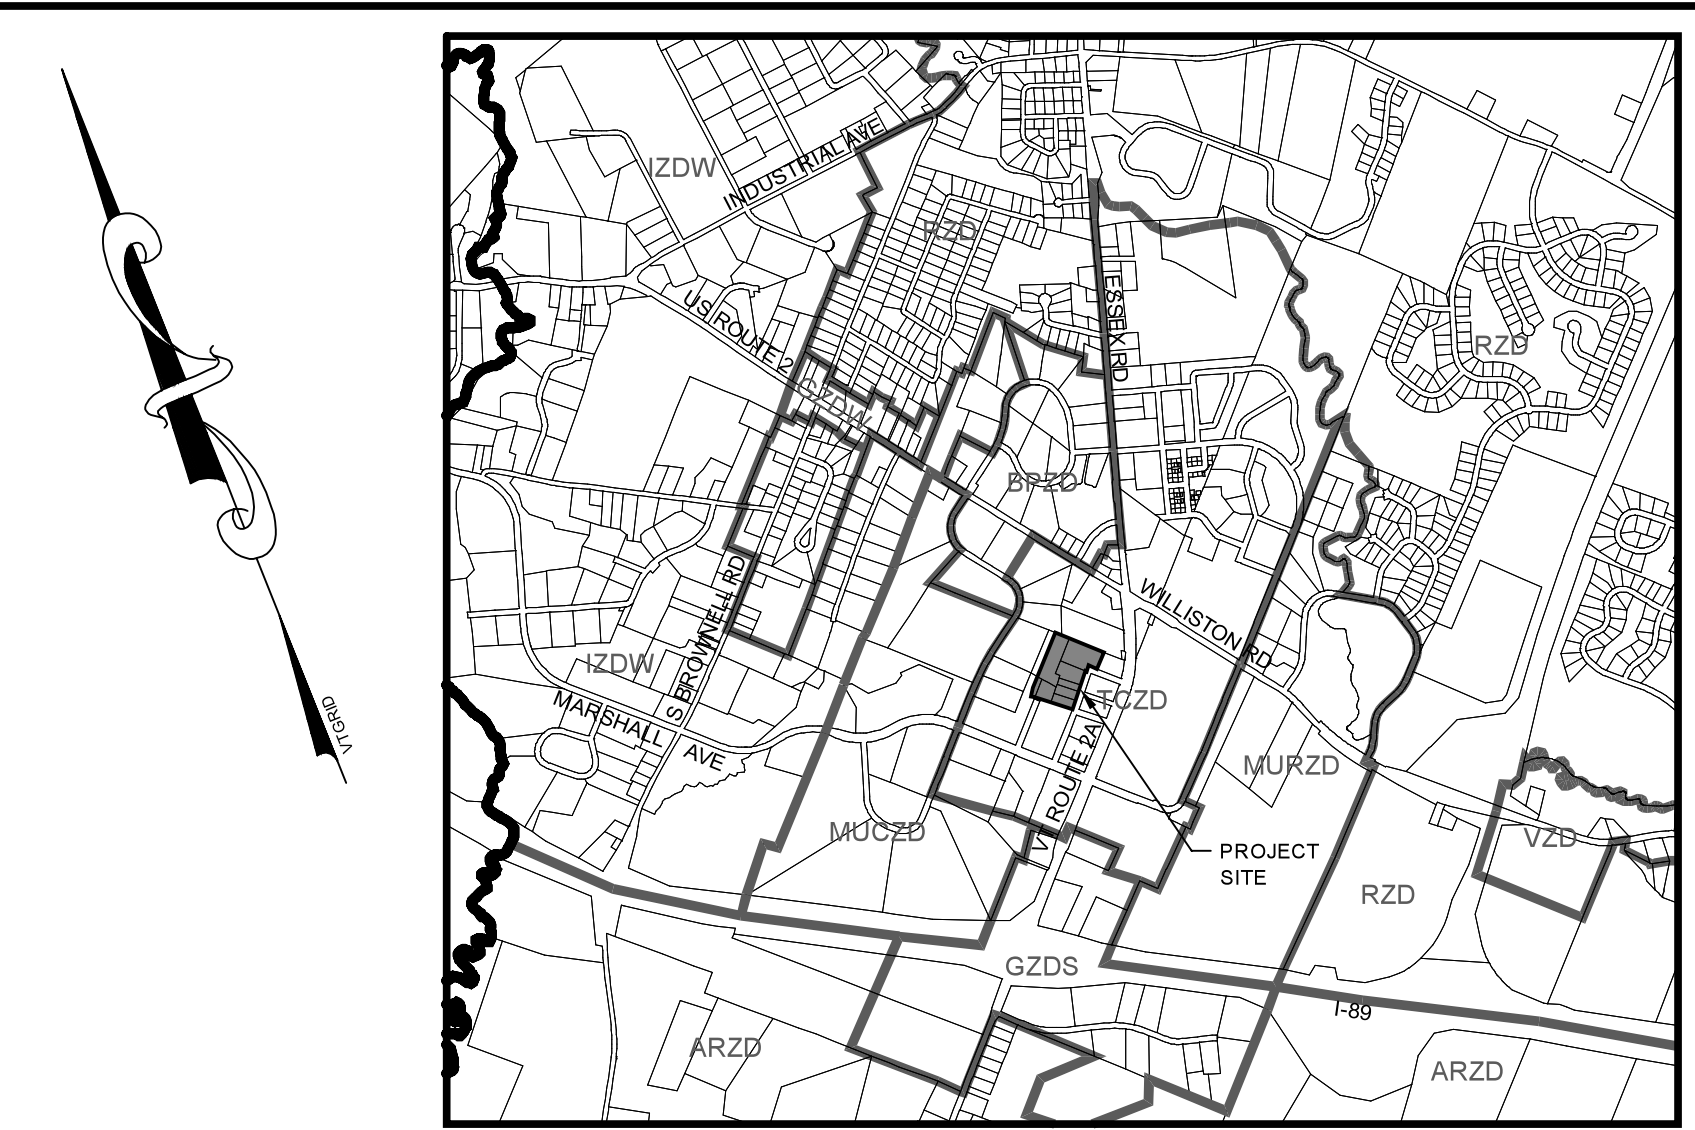 IZDW
INDUSTRIAL AVE
RZD
US ROUTE 2
ESSEX RD
RZD
GZDW
BPZD
WILLISTON RD
S BROWNELL RD
IZDW
MARSHALL AVE
TCZD
VT ROUTE 2A
MURZD
MUCZD
VZD
PROJECT
SITE
RZD
GZDS
I-89
ARZD
ARZD
VTGRID